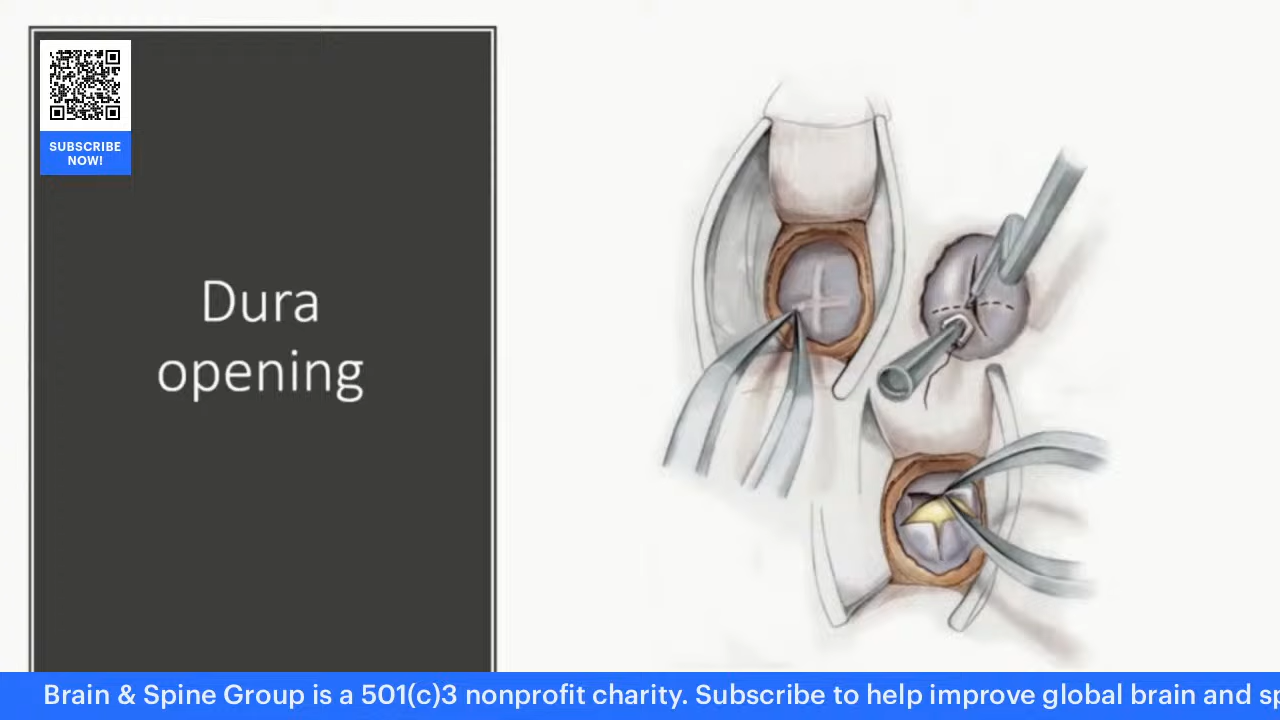 SUBSCRIBE
NOW!
Dura
opening
Brain & Spine Group is a 501(c)3 nonprofit charity. Subscribe to help improve global brain and sp